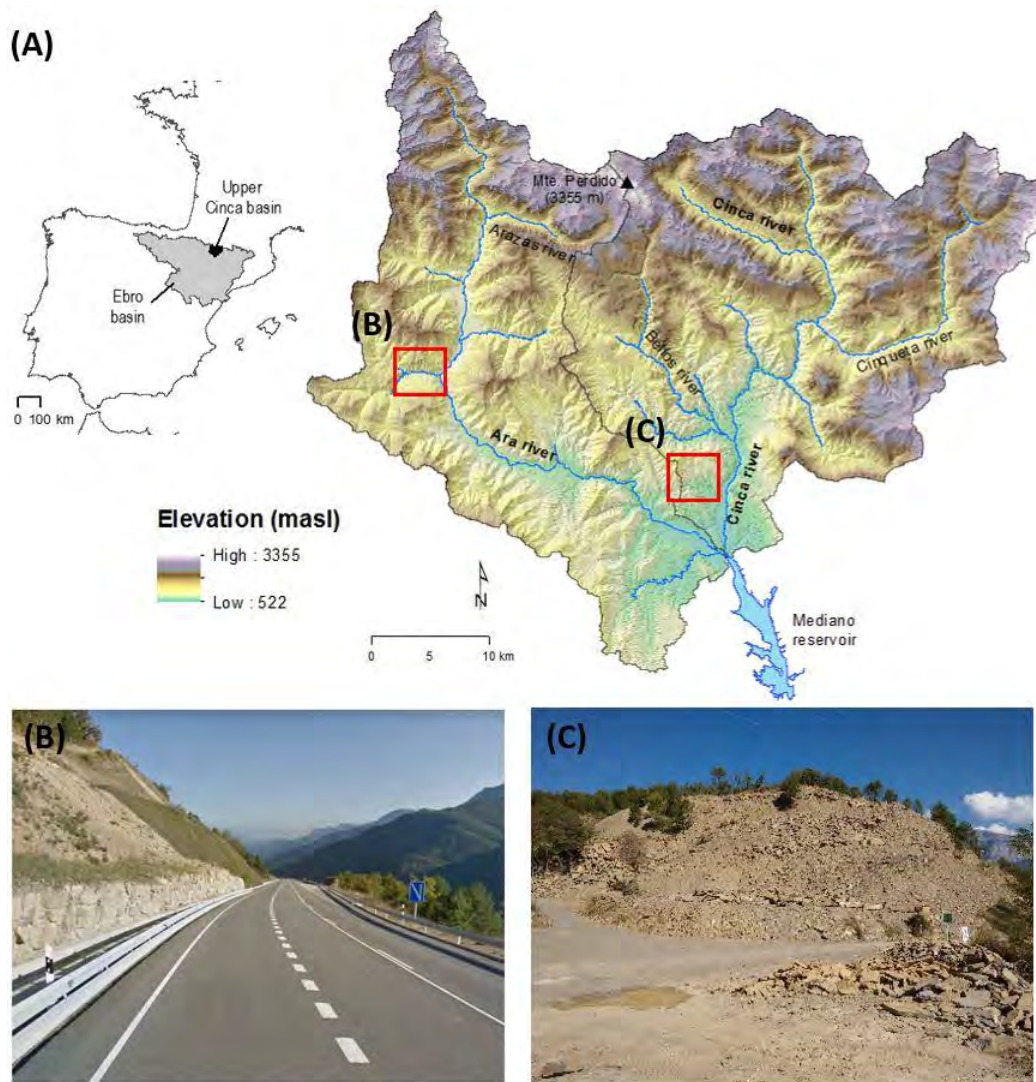 (A)
Upper
Cinca basin
Ebro
basin
0 100 km
Mte. Perdido
(3355 m)
Cinca river
Arazas river
(B)
Bellos river
Cinqueta river
(C)
Ara river
Cinca river
Elevation (masl)
High : 3355
Low : 522
N
0 5 10 km
Mediano
reservoir
(B)
(C)